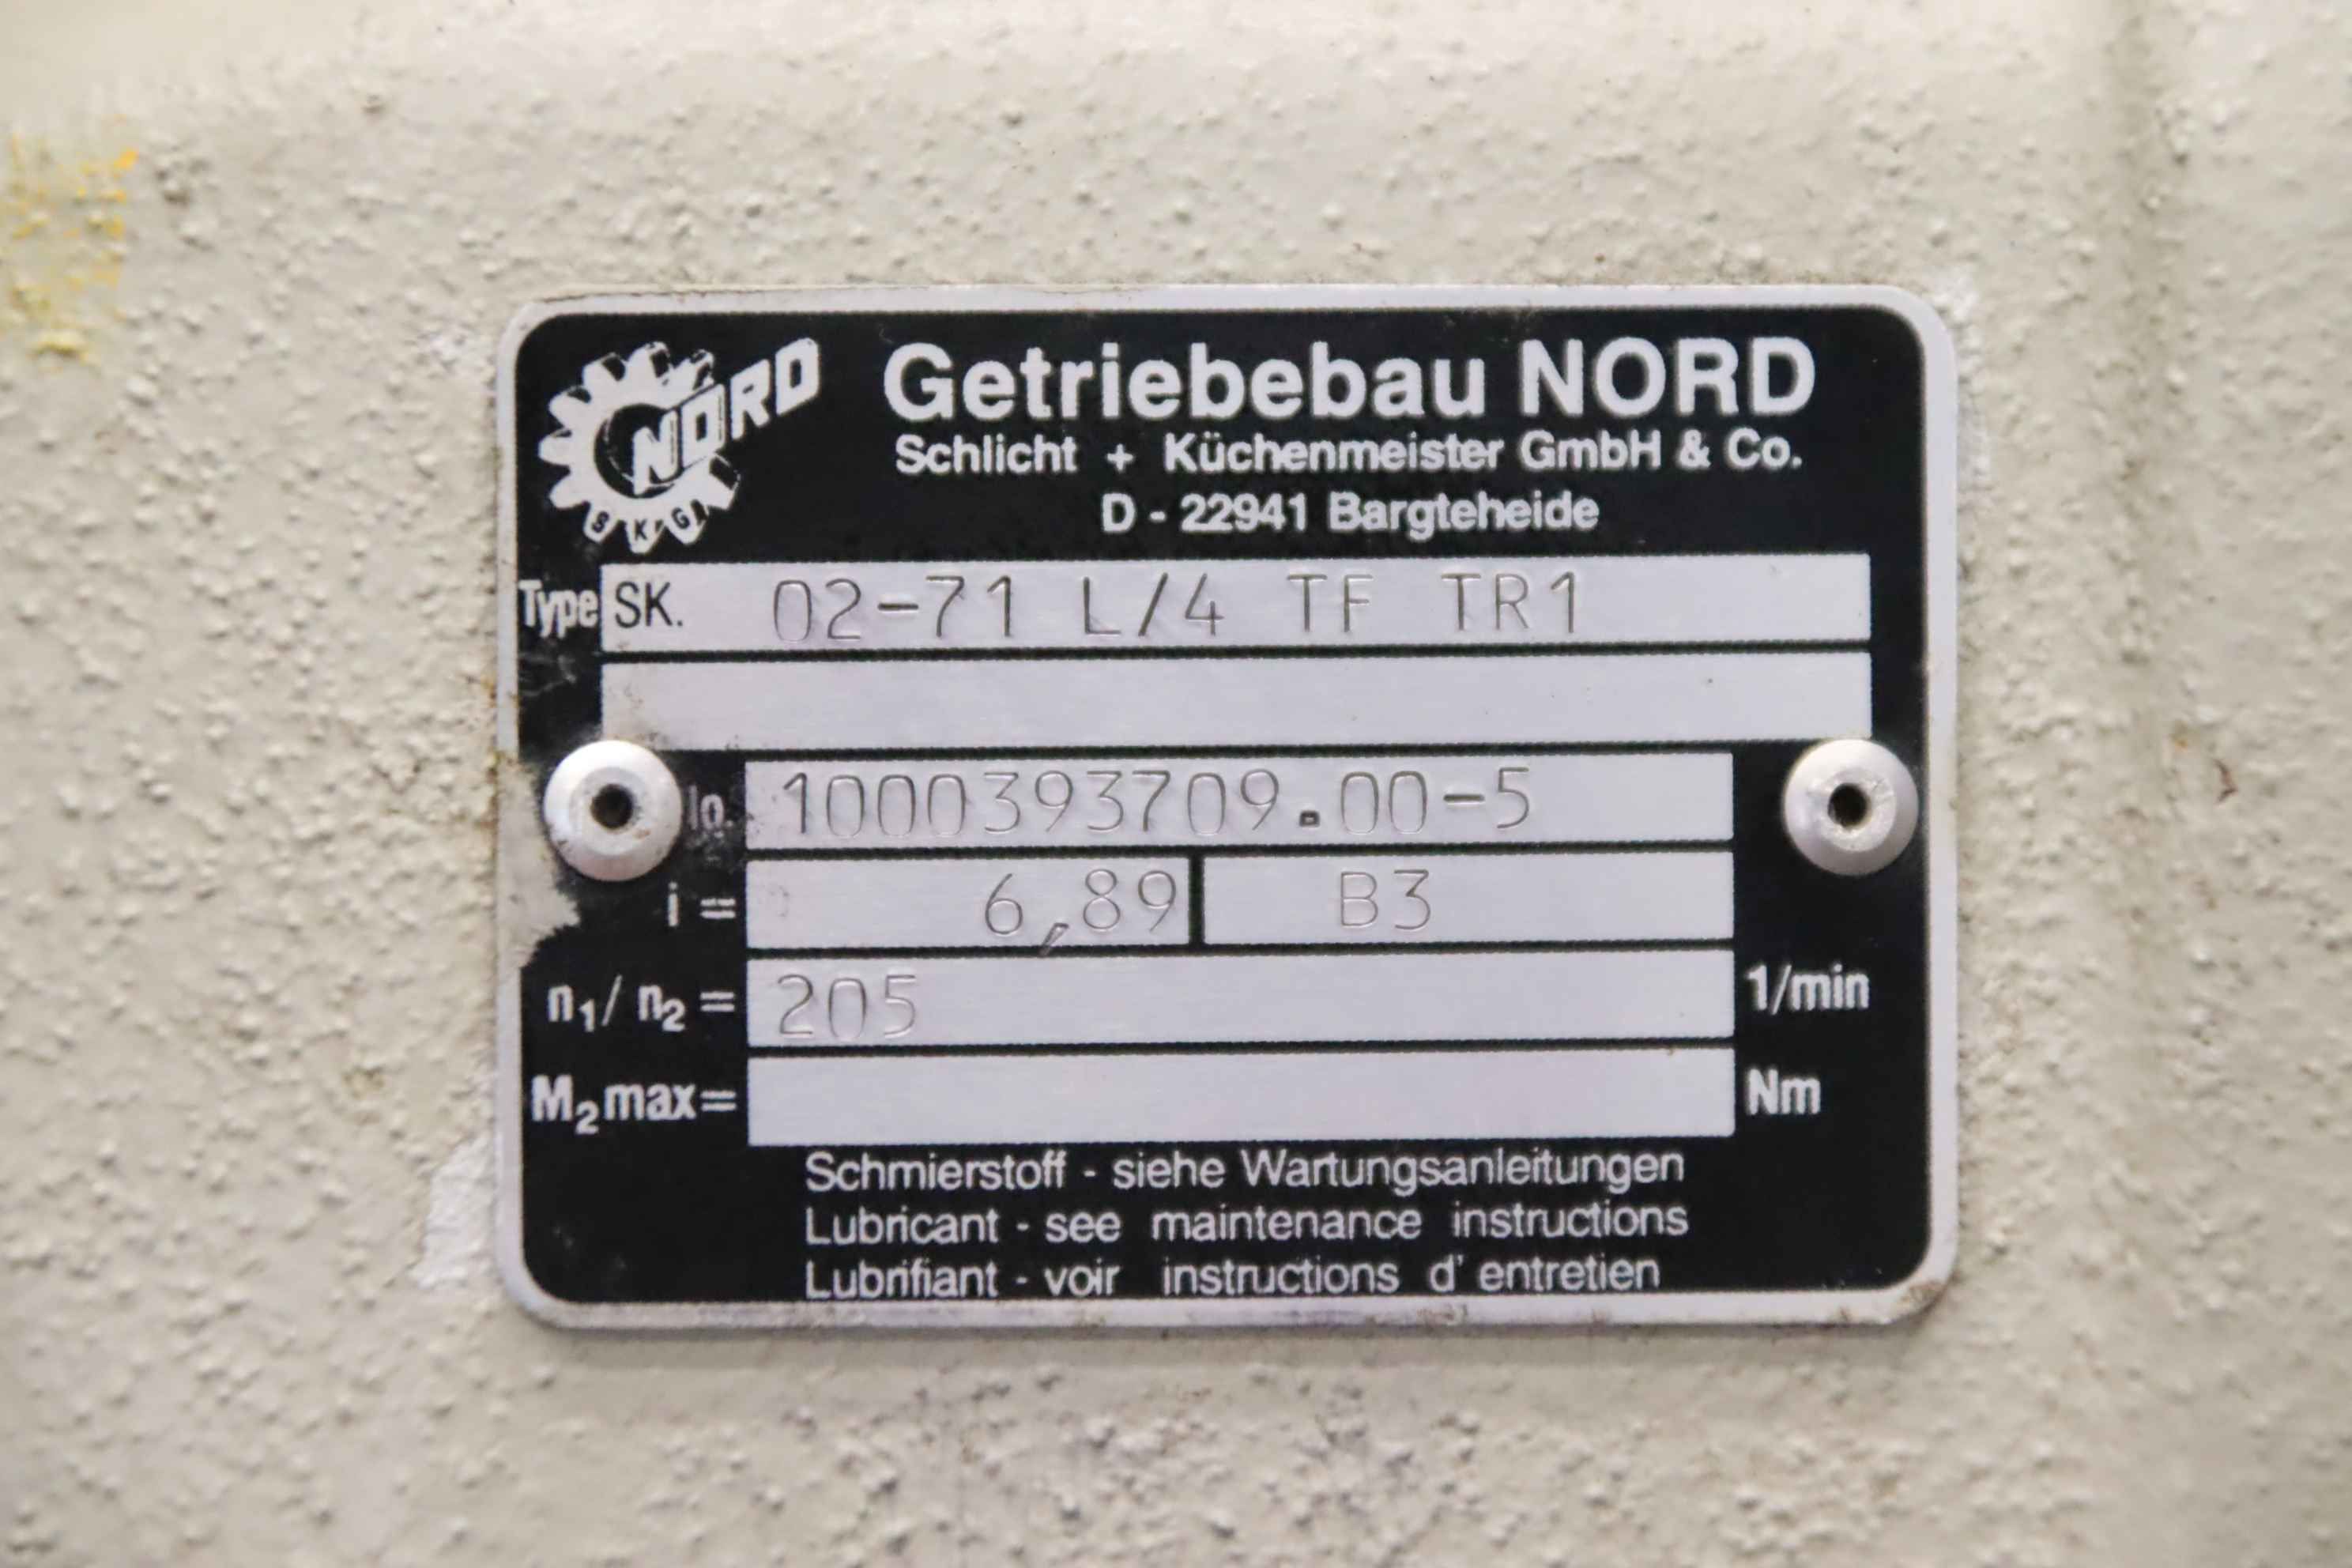 NORD
SKG
Getriebebau NORD
Schlicht + Küchenmeister GmbH & Co.
D - 22941 Bargteheide
Type SK. 02-71 L/4 TF TR1
1000393709.00-5
i = 6,89 B3
n₁/ n₂ = 205 1/min
M₂ max= Nm
Schmierstoff - siehe Wartungsanleitungen
Lubricant - see maintenance instructions
Lubrifiant - voir instructions d' entretien